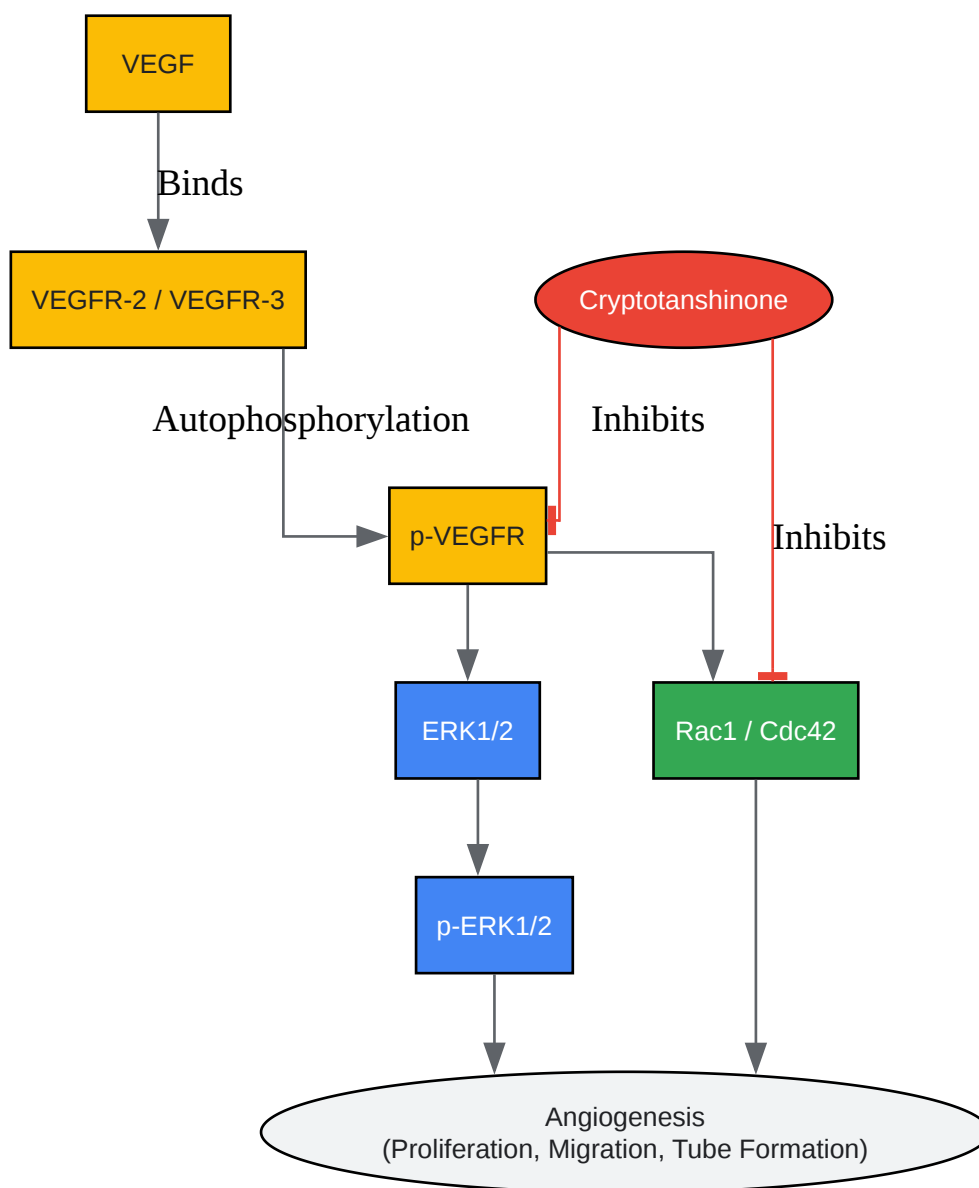 VEGF
Binds
VEGFR-2 / VEGFR-3
Cryptotanshinone
Autophosphorylation
Inhibits
p-VEGFR
Inhibits
ERK1/2
Rac1 / Cdc42
p-ERK1/2
Angiogenesis
(Proliferation, Migration, Tube Formation)